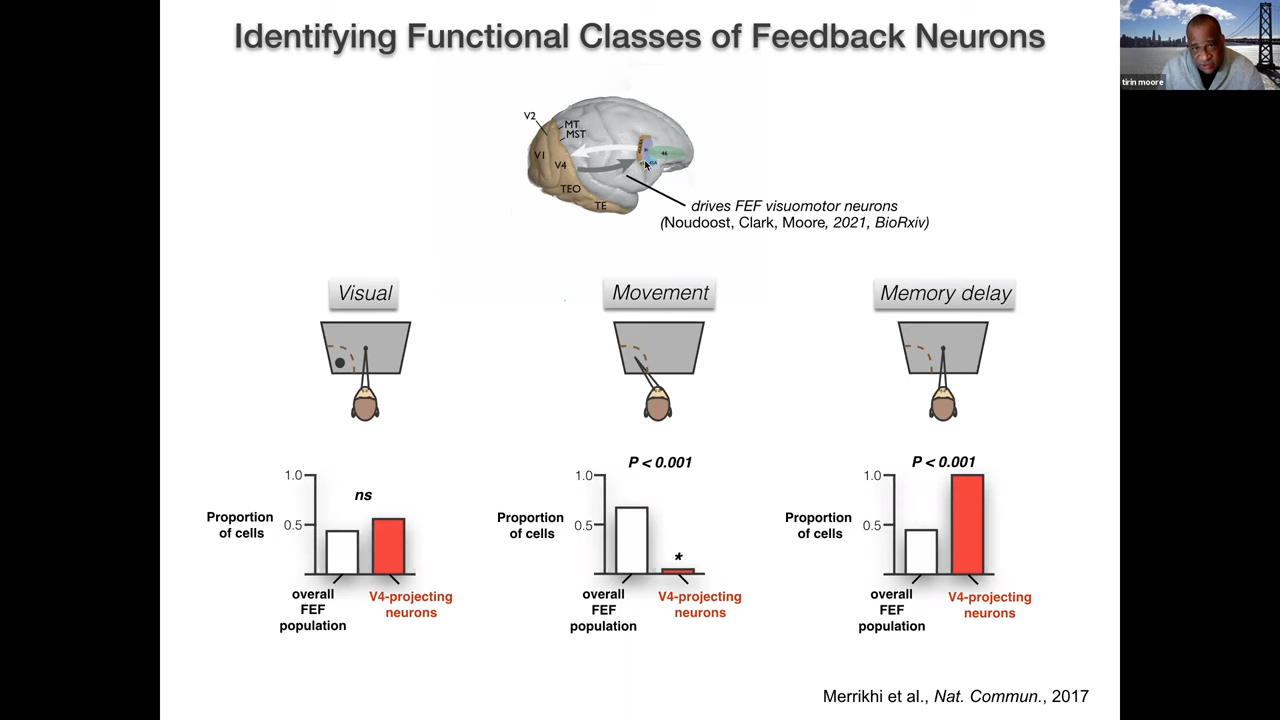 Identifying Functional Classes of Feedback Neurons
tirin moore
V2
MT
MST
V1
V4
46
TEO
TE
drives FEF visuomotor neurons
(Noudoost, Clark, Moore, 2021, BioRxiv)
Visual
Movement
Memory delay
ns
P < 0.001
P < 0.001
1.0
0.5
Proportion
of cells
overall
FEF
population
V4-projecting
neurons
1.0
0.5
Proportion
of cells
*
overall
FEF
population
V4-projecting
neurons
1.0
0.5
Proportion
of cells
overall
FEF
population
V4-projecting
neurons
Merrikhi et al., Nat. Commun., 2017